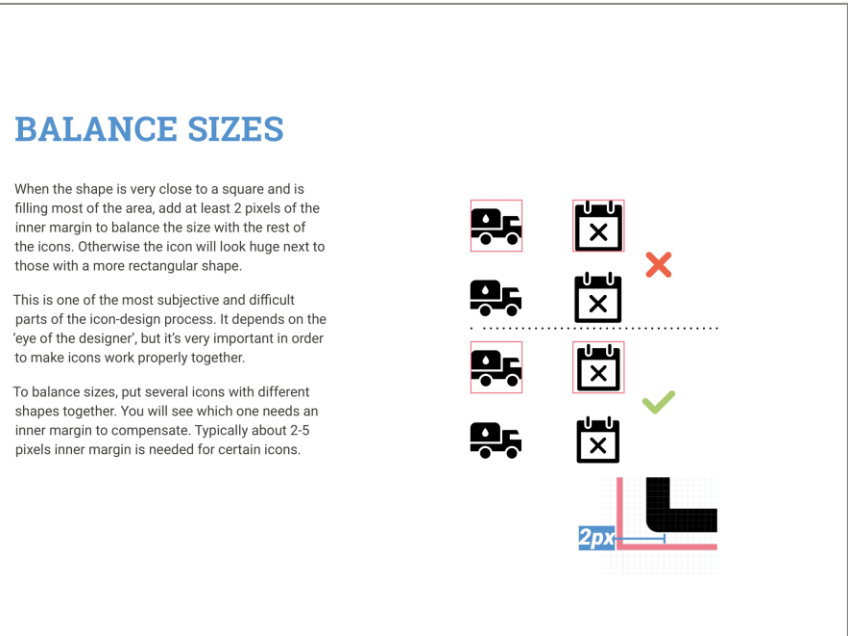 BALANCE SIZES
When the shape is very close to a square and is
filling most of the area, add at least 2 pixels of the
inner margin to balance the size with the rest of
the icons. Otherwise the icon will look huge next to
those with a more rectangular shape.
This is one of the most subjective and difficult
parts of the icon-design process. It depends on the
‘eye of the designer’, but it’s very important in order
to make icons work properly together.
To balance sizes, put several icons with different
shapes together. You will see which one needs an
inner margin to compensate. Typically about 2-5
pixels inner margin is needed for certain icons.
2px